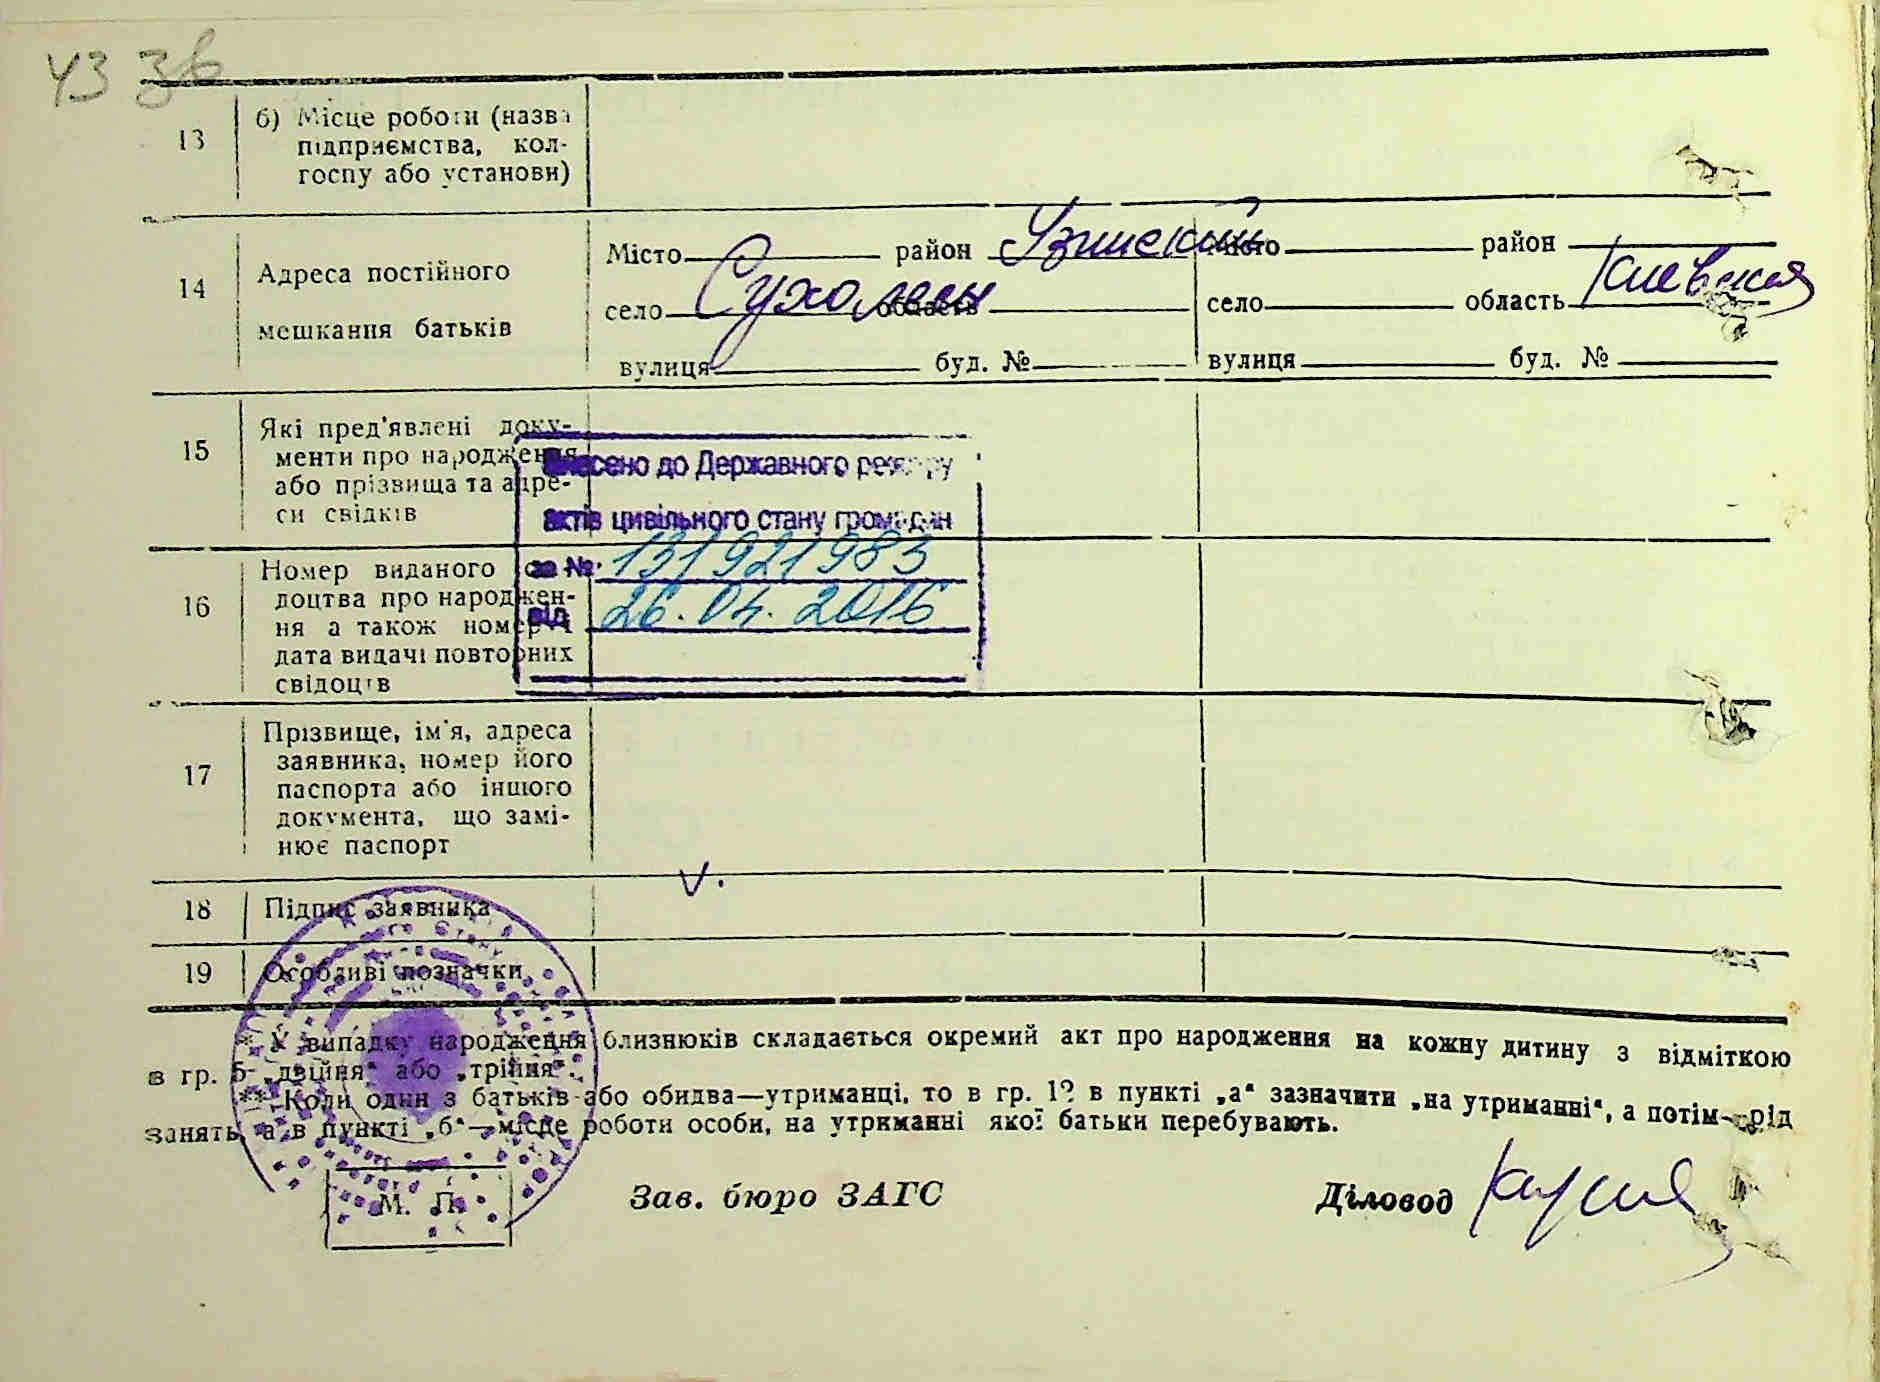 43 зв
13
б) Місце роботи (назва
підприємства, кол-
госпу або установи)
14
Адреса постійного
мешкання батьків
Місто район Узинский Місто район
село Сухолесы область село область Киевская
вулиця буд. № вулиця буд. №
15
Які пред'явлені доку-
менти про народження
або прізвища та адре-
си свідків
Внесено до Державного реєстру
актів цивільного стану громадян
за № 131921983
від 26.04.2016
16
Номер виданого
доцтва про народжен-
ня а також номер і
дата видачі повторних
свідоцтв
17
Прізвище, ім'я, адреса
заявника, номер його
паспорта або іншого
документа, що замі-
нює паспорт
18
Підпис заявника
V.
19
Особливі позначки
* У випадку народження близнюків складається окремий акт про народження на кожну дитину з відміткою
в гр. 5 „двійня“ або „трійня“.
** Коли один з батьків або обидва—утриманці, то в гр. 12 в пункті „а“ зазначити „на утриманні“, а потім—рід
занять, а в пункті „б“—місце роботи особи, на утриманні якої батьки перебувають.
М. П.
Зав. бюро ЗАГС
Діловод